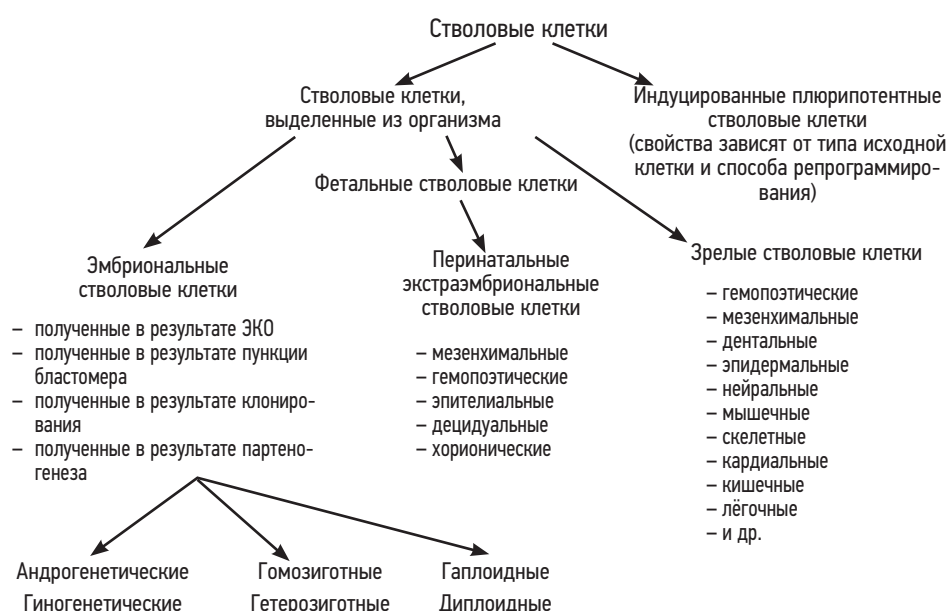 Стволовые клетки
Стволовые клетки,
выделенные из организма
Индуцированные плюрипотентные
стволовые клетки
(свойства зависят от типа исходной
клетки и способа репрограммиро-
вания)
Фетальные стволовые клетки
Эмбриональные
стволовые клетки
– полученные в результате ЭКО
– полученные в результате пункции
бластомера
– полученные в результате клониро-
вания
– полученные в результате партено-
генеза
Перинатальные
экстраэмбриональные
стволовые клетки
– мезенхимальные
– гемопоэтические
– эпителиальные
– децидуальные
– хорионические
Зрелые стволовые клетки
– гемопоэтические
– мезенхимальные
– дентальные
– эпидермальные
– нейральные
– мышечные
– скелетные
– кардиальные
– кишечные
– лёгочные
– и др.
Андрогенетические
Гиногенетические
Гомозиготные
Гетерозиготные
Гаплоидные
Диплоидные